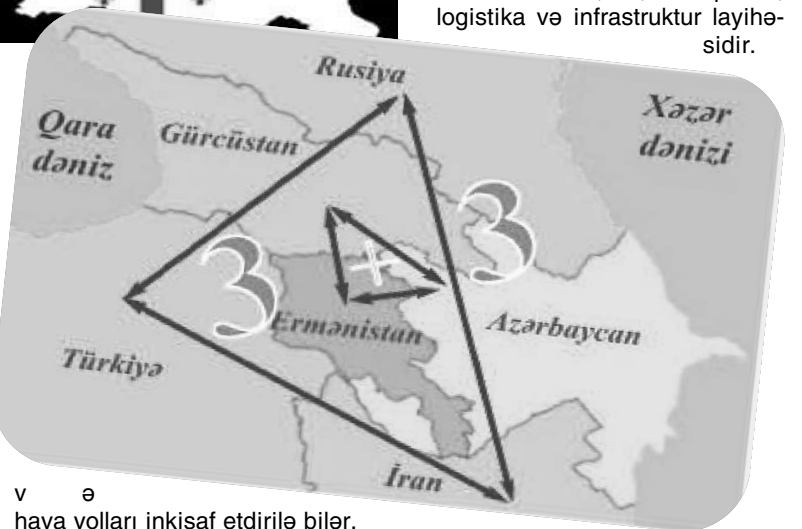 logistika və infrastruktur layihə-
sidir.
Rusiya
Xəzər
dənizi
Qara
dəniz
Gürcüstan
3
3
+
Ermənistan
Azərbaycan
Türkiyə
İran
v ə
hava yolları inkisaf etdirilə bilər.